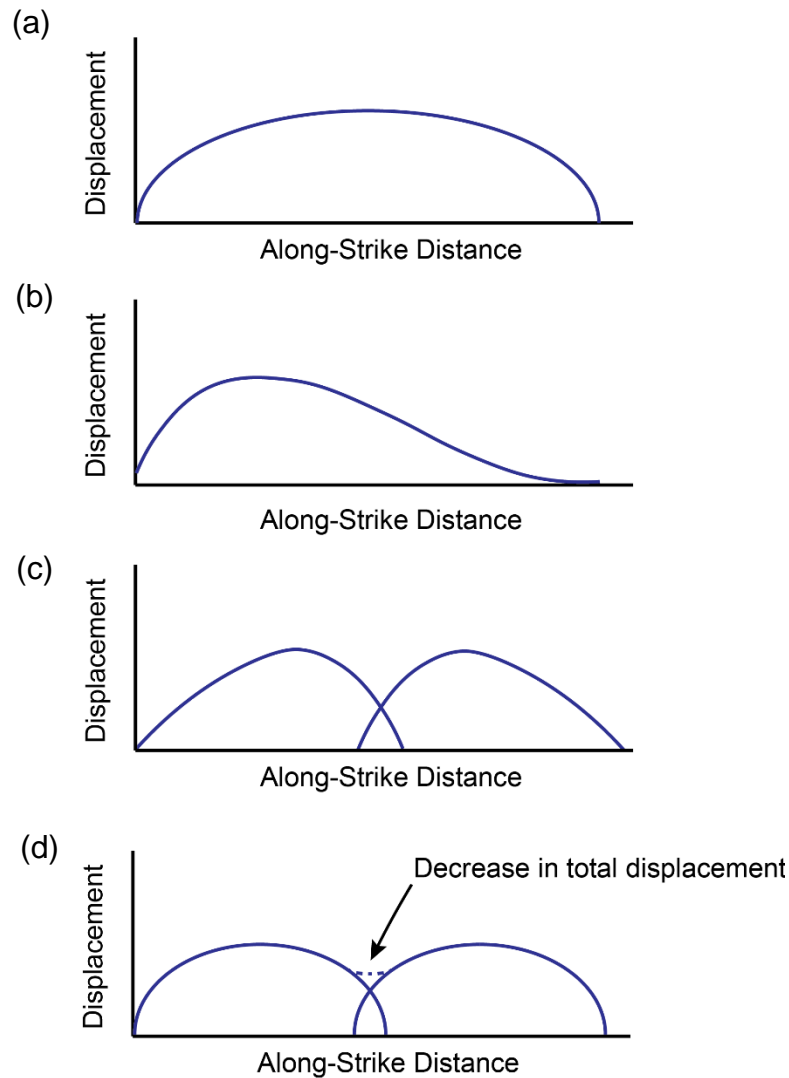 (a)
Displacement
Along-Strike Distance
(b)
Displacement
Along-Strike Distance
(c)
Displacement
Along-Strike Distance
(d)
Decrease in total displacement
Displacement
Along-Strike Distance